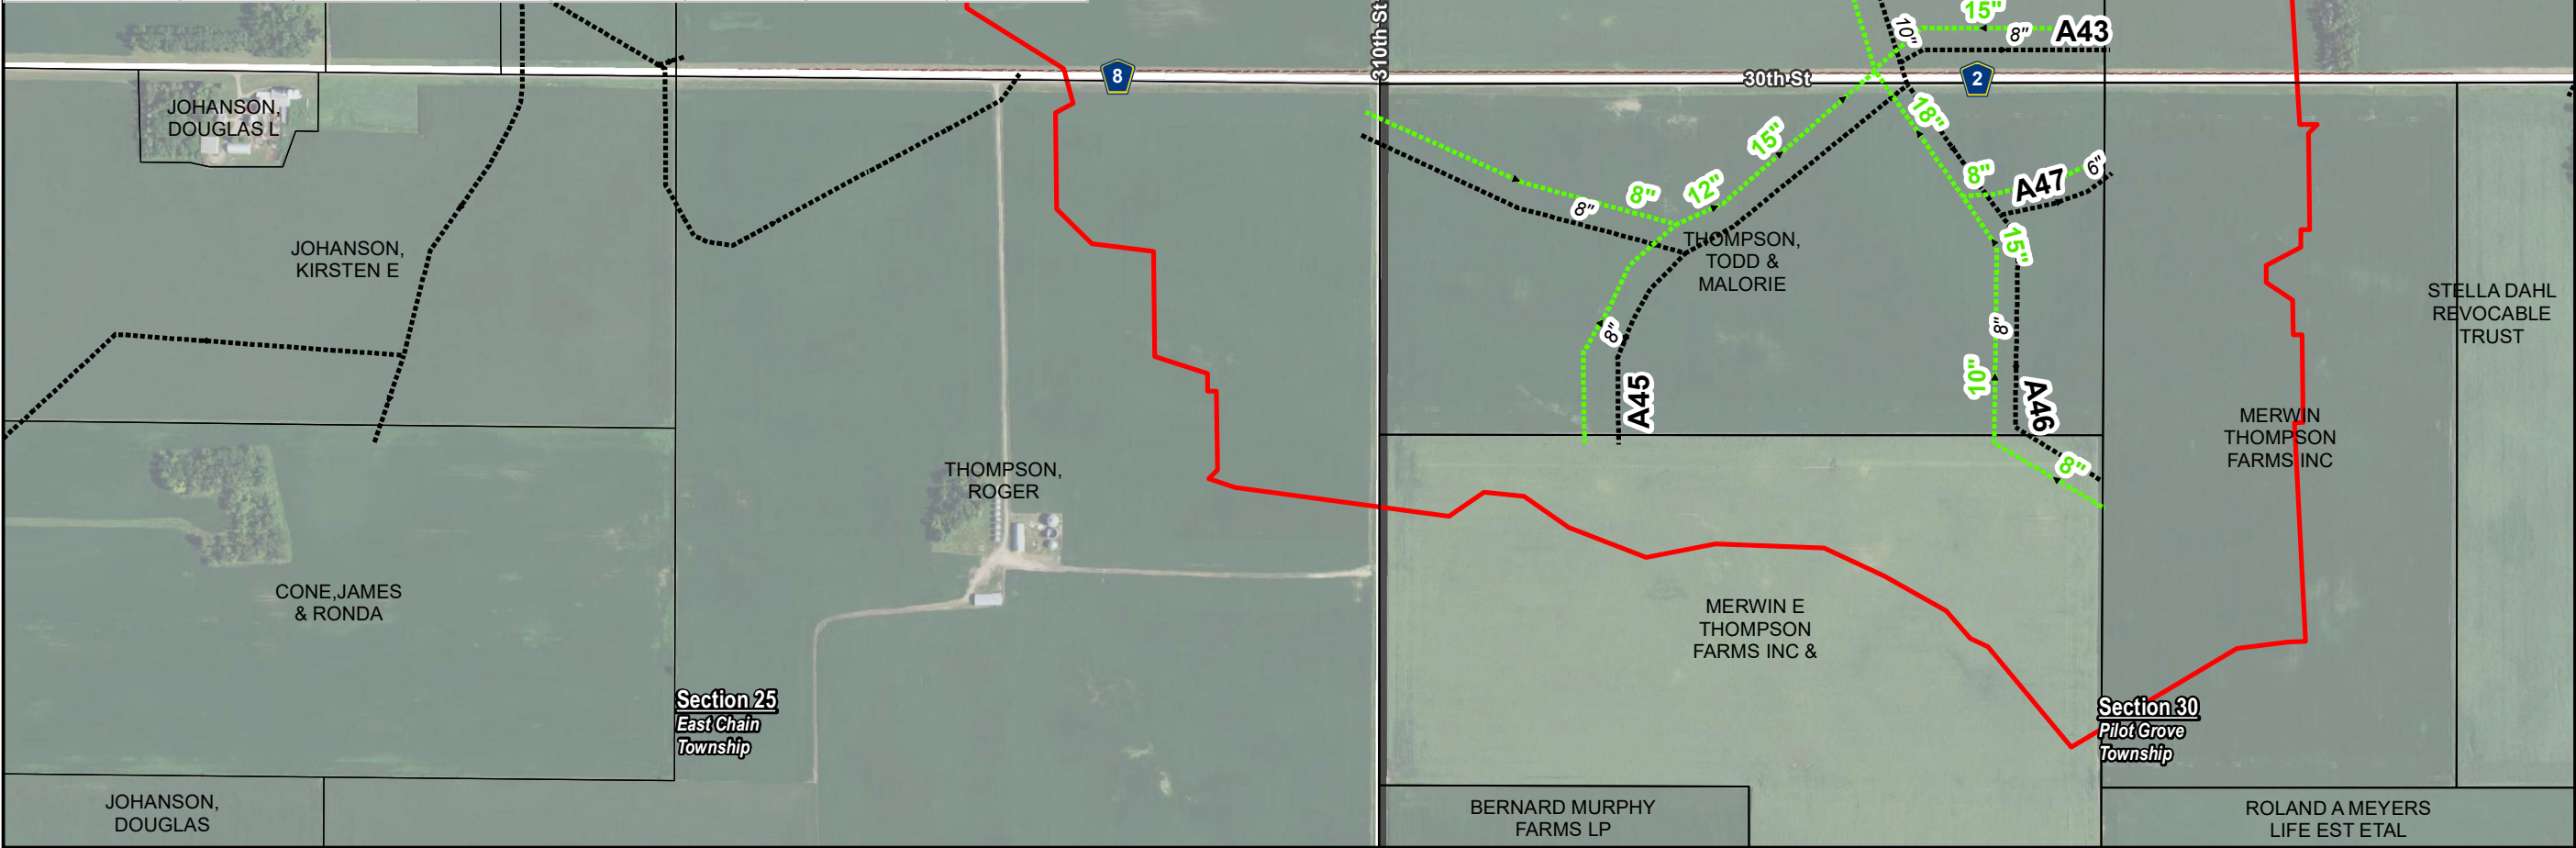 310th St
15"
10"
8"
A43
8
30th St
2
JOHANSON,
DOUGLAS L
18"
15"
8"
A47
6"
8"
12"
8"
8"
THOMPSON,
TODD &
MALORIE
15"
JOHANSON,
KIRSTEN E
STELLA DAHL
REVOCABLE
TRUST
8"
8"
10"
A45
A46
MERWIN
THOMPSON
FARMS INC
8"
THOMPSON,
ROGER
CONE,JAMES
& RONDA
MERWIN E
THOMPSON
FARMS INC &
Section 25
East Chain
Township
Section 30
Pilot Grove
Township
JOHANSON,
DOUGLAS
BERNARD MURPHY
FARMS LP
ROLAND A MEYERS
LIFE EST ETAL